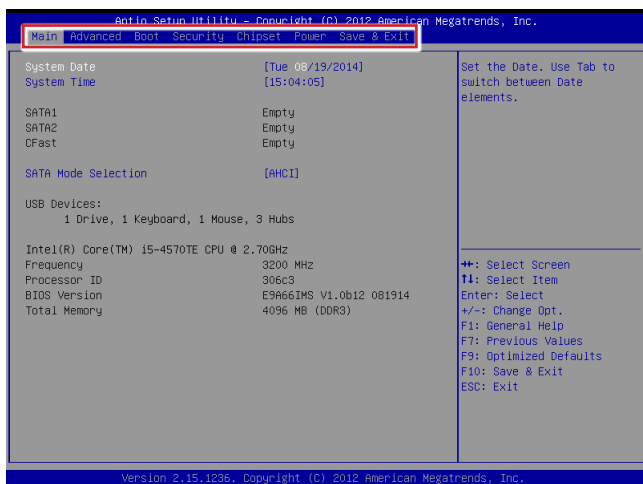 Aptio Setup Utility – Copyright (C) 2012 American Megatrends, Inc.
Main Advanced Boot Security Chipset Power Save & Exit
System Date [Tue 08/19/2014]
System Time [15:04:05]
SATA1 Empty
SATA2 Empty
CFast Empty
SATA Mode Selection [AHCI]
USB Devices:
1 Drive, 1 Keyboard, 1 Mouse, 3 Hubs
Intel(R) Core(TM) i5-4570TE CPU @ 2.70GHz
Frequency 3200 MHz
Processor ID 306c3
BIOS Version E9A66IMS V1.0b12 081914
Total Memory 4096 MB (DDR3)
Set the Date. Use Tab to
switch between Date
elements.
→←: Select Screen
↑↓: Select Item
Enter: Select
+/-: Change Opt.
F1: General Help
F7: Previous Values
F9: Optimized Defaults
F10: Save & Exit
ESC: Exit
Version 2.15.1236. Copyright (C) 2012 American Megatrends, Inc.